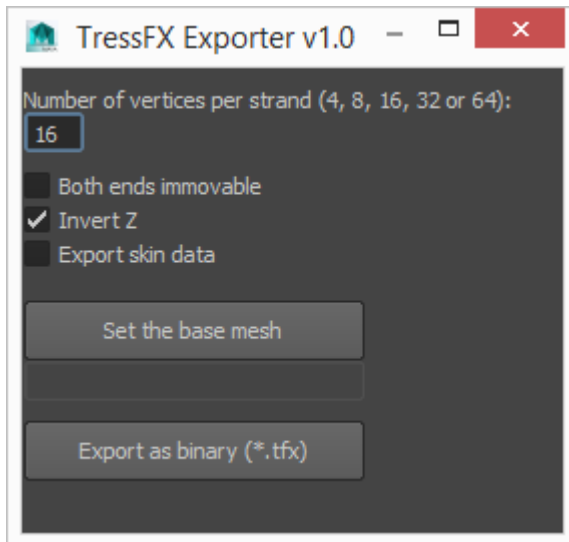 TressFX Exporter v1.0
Number of vertices per strand (4, 8, 16, 32 or 64):
16
Both ends immovable
Invert Z
Export skin data
Set the base mesh
Export as binary (*.tfx)